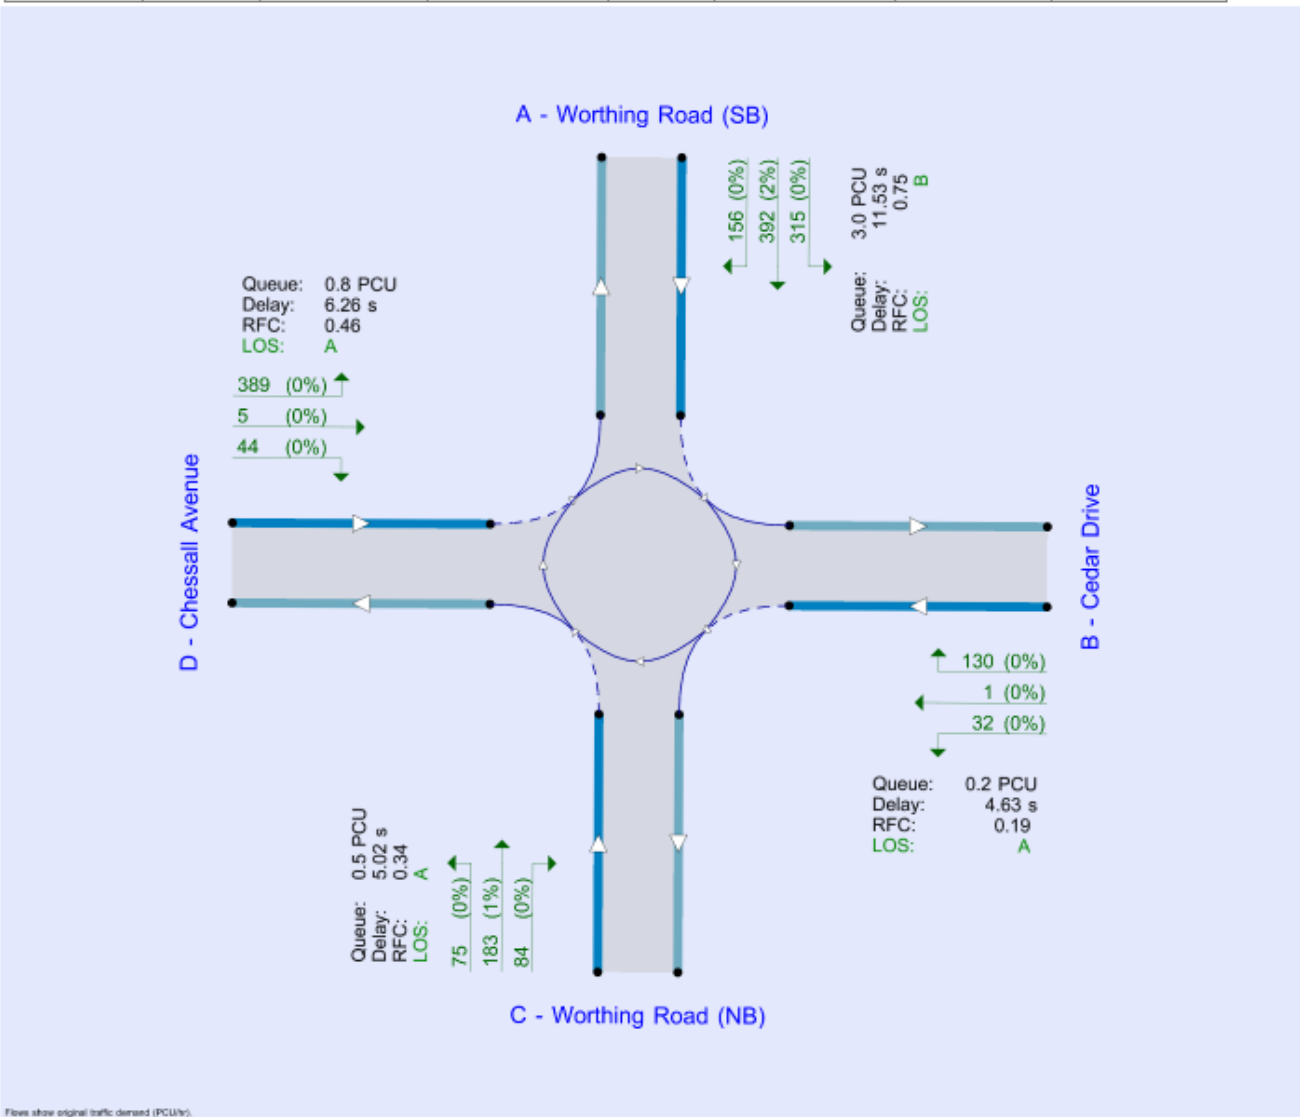 A - Worthing Road (SB)
156 (0%)
392 (2%)
315 (0%)
Queue: 3.0 PCU
Delay: 11.53 s
RFC: 0.75
LOS: B
Queue: 0.8 PCU
Delay: 6.26 s
RFC: 0.46
LOS: A
389 (0%)
5 (0%)
44 (0%)
D - Chessall Avenue
B - Cedar Drive
130 (0%)
1 (0%)
32 (0%)
Queue: 0.2 PCU
Delay: 4.63 s
RFC: 0.19
LOS: A
Queue: 0.5 PCU
Delay: 5.02 s
RFC: 0.34
LOS: A
75 (0%)
183 (1%)
84 (0%)
C - Worthing Road (NB)
Flows show original traffic demand (PCU/hr).